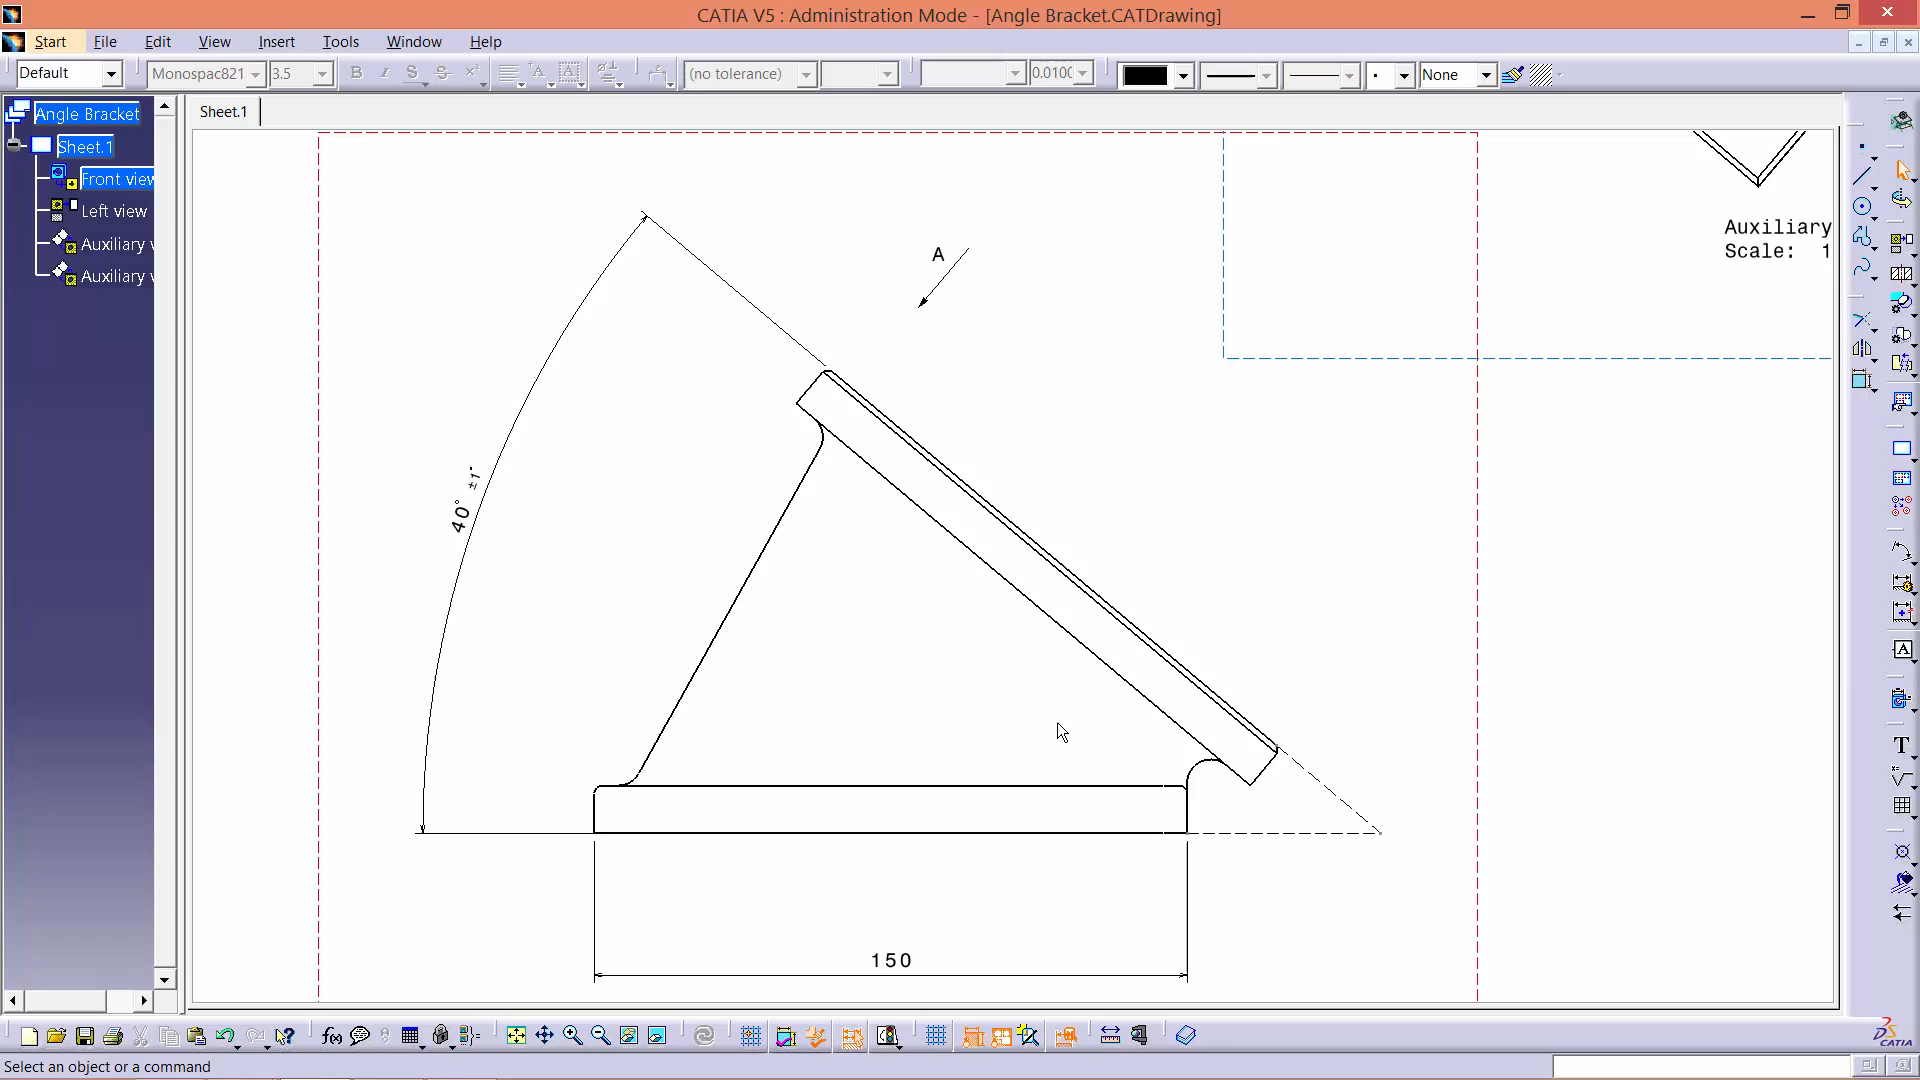 CATIA V5 : Administration Mode - [Angle Bracket.CATDrawing]
Start File Edit View Insert Tools Window Help
Default Monospac821 3.5 B I S S (no tolerance) 0.010 None
Angle Bracket
Sheet.1
Front view
Left view
Auxiliary v
Auxiliary v
Sheet.1
A
Auxiliary
Scale: 1
40° ±1°
150
Select an object or a command
DS CATIA